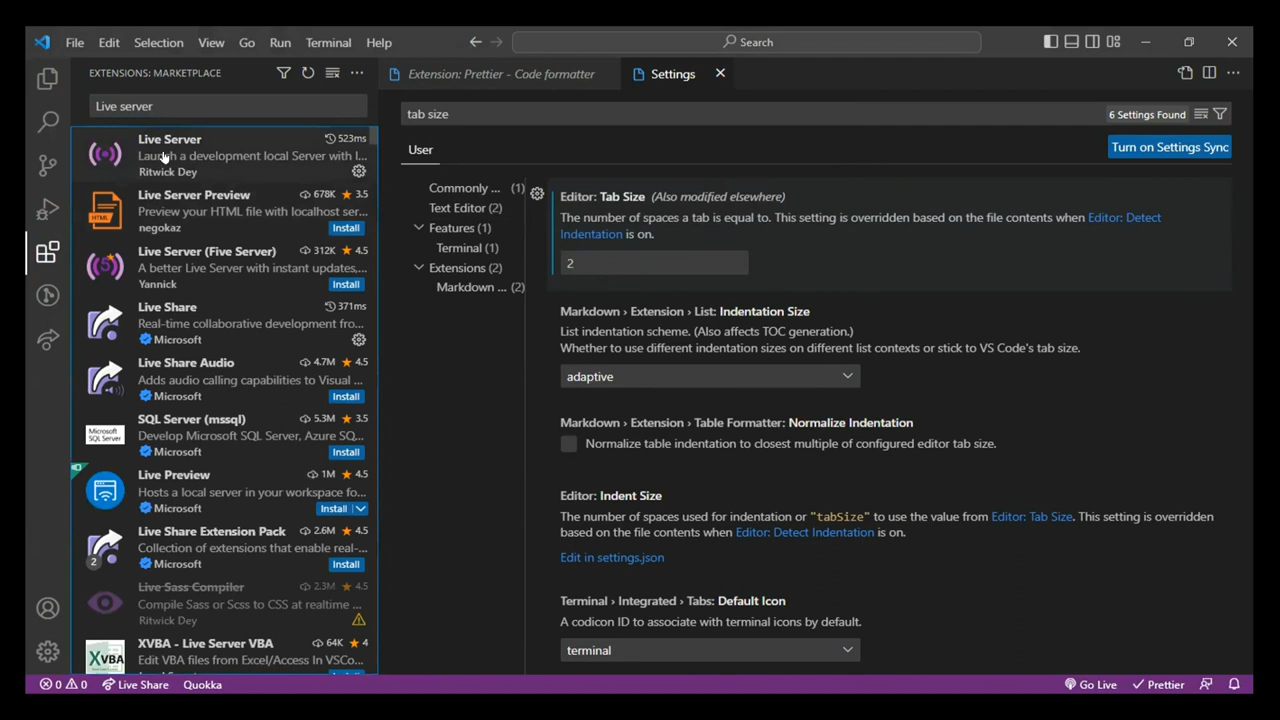 File Edit Selection View Go Run Terminal Help Search
EXTENSIONS: MARKETPLACE
Extension: Prettier - Code formatter Settings
Live server
Live Server 523ms
Launch a development local Server with l...
Ritwick Dey
HTML
Live Server Preview 678K 3.5
Preview your HTML file with localhost ser...
negokaz Install
5
Live Server (Five Server) 312K 4.5
A better Live Server with instant updates,...
Yannick Install
Live Share 371ms
Real-time collaborative development fro...
Microsoft
Live Share Audio 4.7M 4.5
Adds audio calling capabilities to Visual ...
Microsoft Install
Microsoft
SQL Server
SQL Server (mssql) 5.3M 3.5
Develop Microsoft SQL Server, Azure SQ...
Microsoft Install
Live Preview 1M 4.5
Hosts a local server in your workspace fo...
Microsoft Install
2
Live Share Extension Pack 2.6M 4.5
Collection of extensions that enable real-...
Microsoft Install
Live Sass Compiler 2.3M 4.5
Compile Sass or Scss to CSS at realtime ...
Ritwick Dey
XVBA
XVBA - Live Server VBA 64K 4
Edit VBA files from Excel/Access In VSCo...
tab size 6 Settings Found
User Turn on Settings Sync
Commonly ... (1)
Text Editor (2)
Features (1)
Terminal (1)
Extensions (2)
Markdown ... (2)
Editor: Tab Size (Also modified elsewhere)
The number of spaces a tab is equal to. This setting is overridden based on the file contents when Editor: Detect
Indentation is on.
2
Markdown › Extension › List: Indentation Size
List indentation scheme. (Also affects TOC generation.)
Whether to use different indentation sizes on different list contexts or stick to VS Code's tab size.
adaptive
Markdown › Extension › Table Formatter: Normalize Indentation
Normalize table indentation to closest multiple of configured editor tab size.
Editor: Indent Size
The number of spaces used for indentation or "tabSize" to use the value from Editor: Tab Size. This setting is overridden
based on the file contents when Editor: Detect Indentation is on.
Edit in settings.json
Terminal › Integrated › Tabs: Default Icon
A codicon ID to associate with terminal icons by default.
terminal
0 0 Live Share Quokka Go Live Prettier